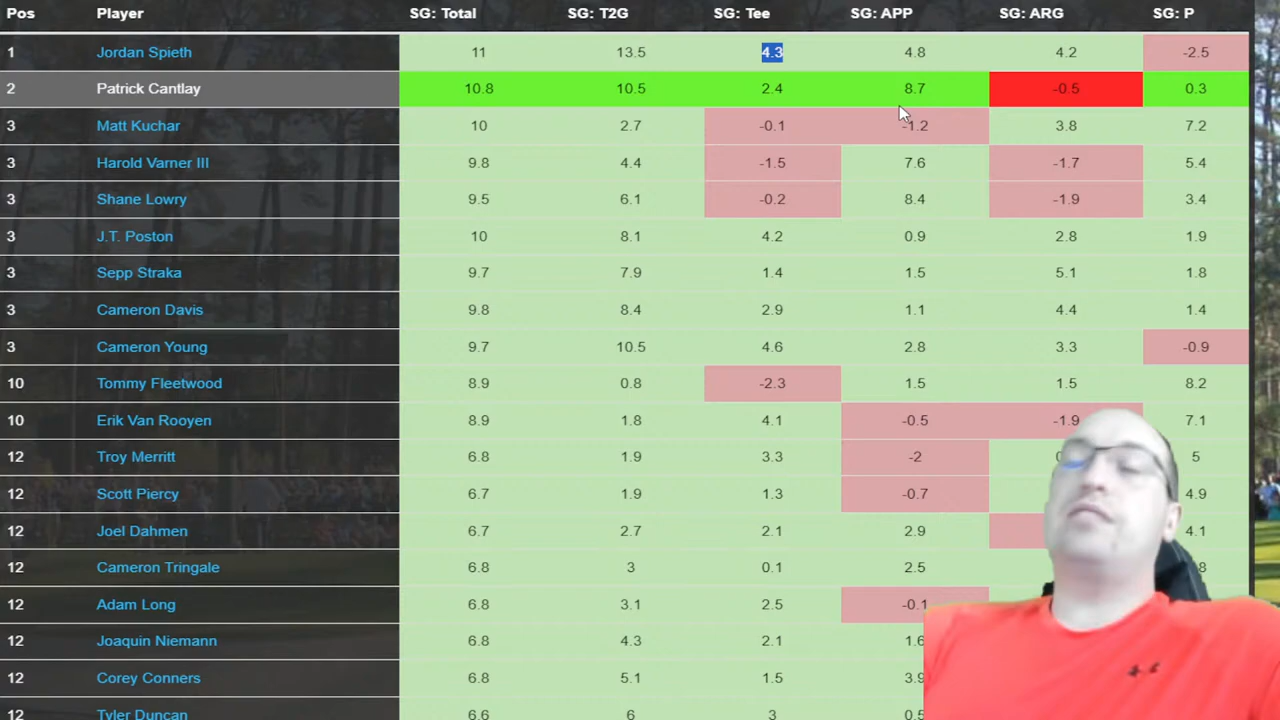 Pos Player SG: Total SG: T2G SG: Tee SG: APP SG: ARG SG: P
1 Jordan Spieth 11 13.5 4.3 4.8 4.2 -2.5
2 Patrick Cantlay 10.8 10.5 2.4 8.7 -0.5 0.3
3 Matt Kuchar 10 2.7 -0.1 -1.2 3.8 7.2
3 Harold Varner III 9.8 4.4 -1.5 7.6 -1.7 5.4
3 Shane Lowry 9.5 6.1 -0.2 8.4 -1.9 3.4
3 J.T. Poston 10 8.1 4.2 0.9 2.8 1.9
3 Sepp Straka 9.7 7.9 1.4 1.5 5.1 1.8
3 Cameron Davis 9.8 8.4 2.9 1.1 4.4 1.4
3 Cameron Young 9.7 10.5 4.6 2.8 3.3 -0.9
10 Tommy Fleetwood 8.9 0.8 -2.3 1.5 1.5 8.2
10 Erik Van Rooyen 8.9 1.8 4.1 -0.5 -1.9 7.1
12 Troy Merritt 6.8 1.9 3.3 -2 5
12 Scott Piercy 6.7 1.9 1.3 -0.7 4.9
12 Joel Dahmen 6.7 2.7 2.1 2.9 4.1
12 Cameron Tringale 6.8 3 0.1 2.5
12 Adam Long 6.8 3.1 2.5 -0.1
12 Joaquin Niemann 6.8 4.3 2.1 1.6
12 Corey Conners 6.8 5.1 1.5 3.9
12 Tyler Duncan 6.6 6 3 0.5